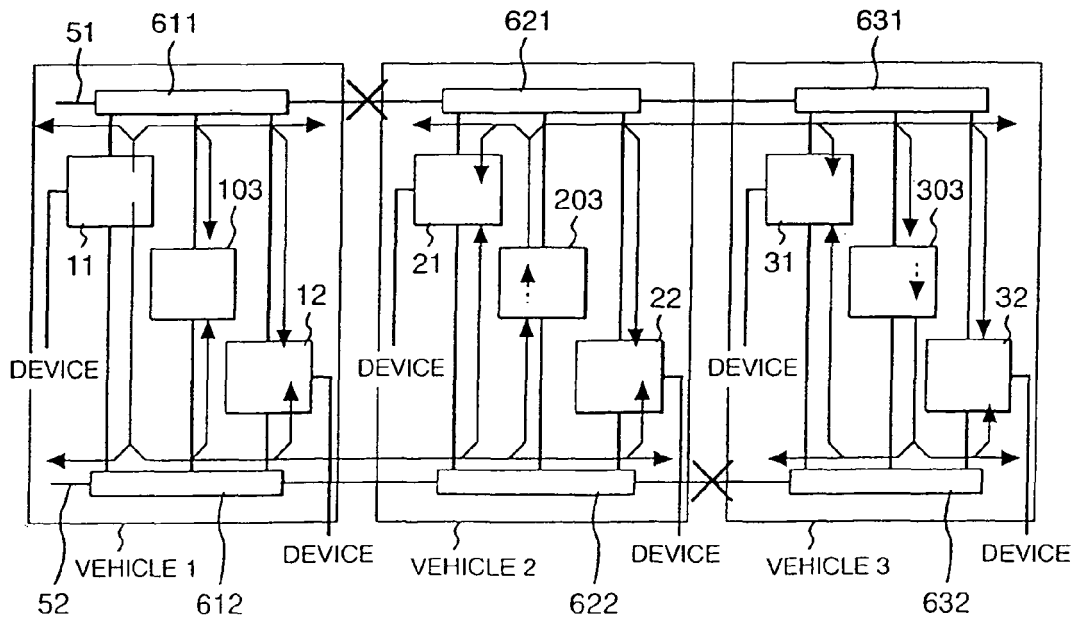 611
621
631
51
103
203
303
11
21
31
12
22
32
DEVICE
DEVICE
DEVICE
DEVICE
DEVICE
DEVICE
VEHICLE 1
VEHICLE 2
VEHICLE 3
52
612
622
632